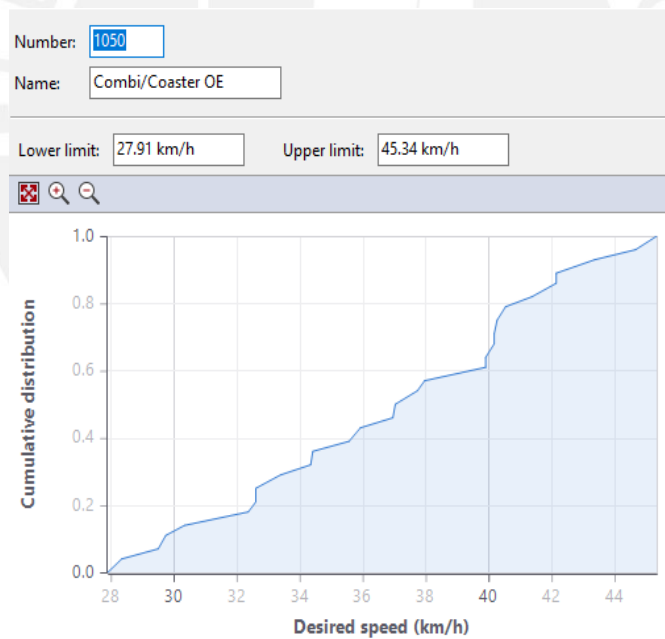 Number: 1050
Name: Combi/Coaster OE
Lower limit: 27.91 km/h Upper limit: 45.34 km/h
1.0
0.8
0.6
0.4
0.2
0.0
Cumulative distribution
28 30 32 34 36 38 40 42 44
Desired speed (km/h)